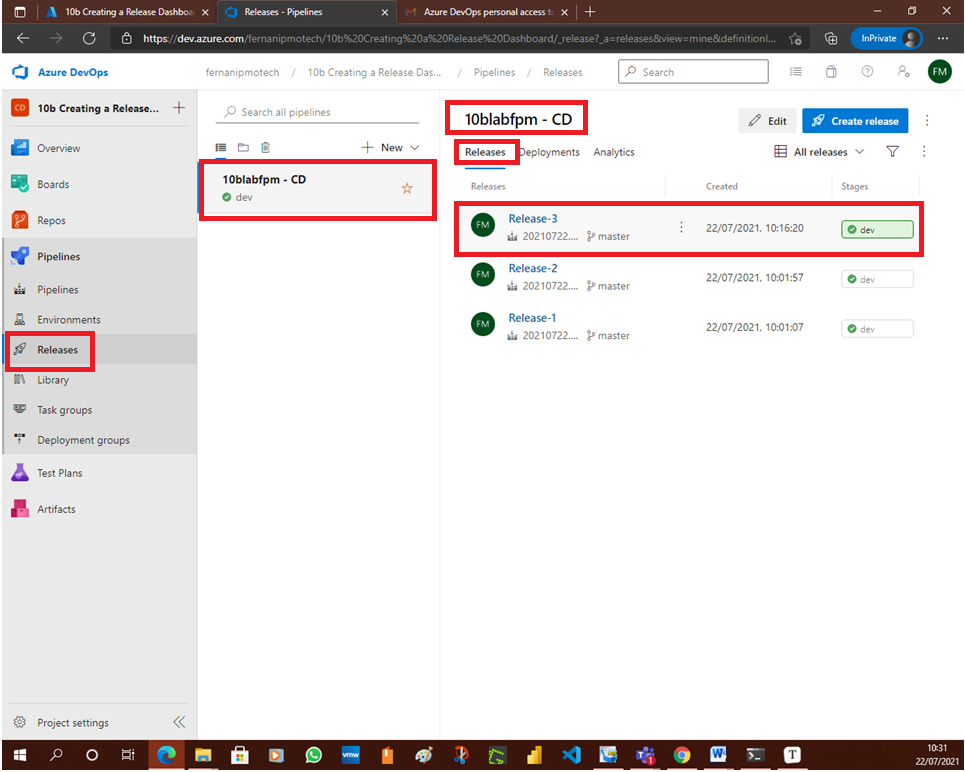 10b Creating a Release Dashboa
Releases - Pipelines
Azure DevOps personal access to
https://dev.azure.com/fernanipmotech/10b%20Creating%20a%20Release%20Dashboard/_release?_a=releases&view=mine&definitionI...
InPrivate
Azure DevOps
fernanipmotech / 10b Creating a Release Das... / Pipelines / Releases
Search
FM
CD 10b Creating a Release...
Overview
Boards
Repos
Pipelines
Pipelines
Environments
Releases
Library
Task groups
Deployment groups
Test Plans
Artifacts
Project settings
Search all pipelines
New
10blabfpm - CD
dev
10blabfpm - CD
Edit
Create release
Releases Deployments Analytics
All releases
Releases Created Stages
FM Release-3
20210722.... master
22/07/2021, 10:16:20
dev
FM Release-2
20210722.... master
22/07/2021, 10:01:57
dev
FM Release-1
20210722.... master
22/07/2021, 10:01:07
dev
vmw
1
W
T
10:31
22/07/2021